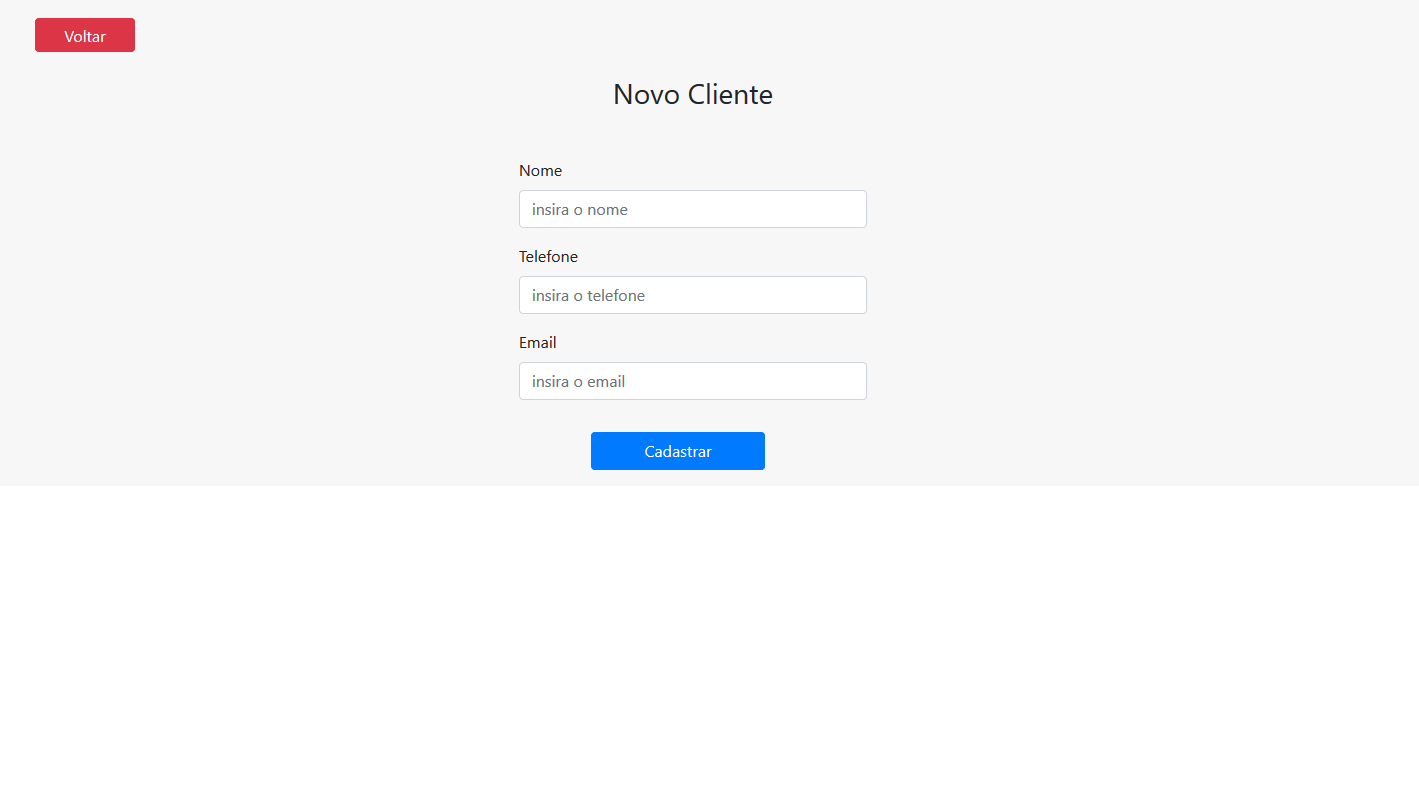 Voltar
Novo Cliente
Nome
insira o nome
Telefone
insira o telefone
Email
insira o email
Cadastrar